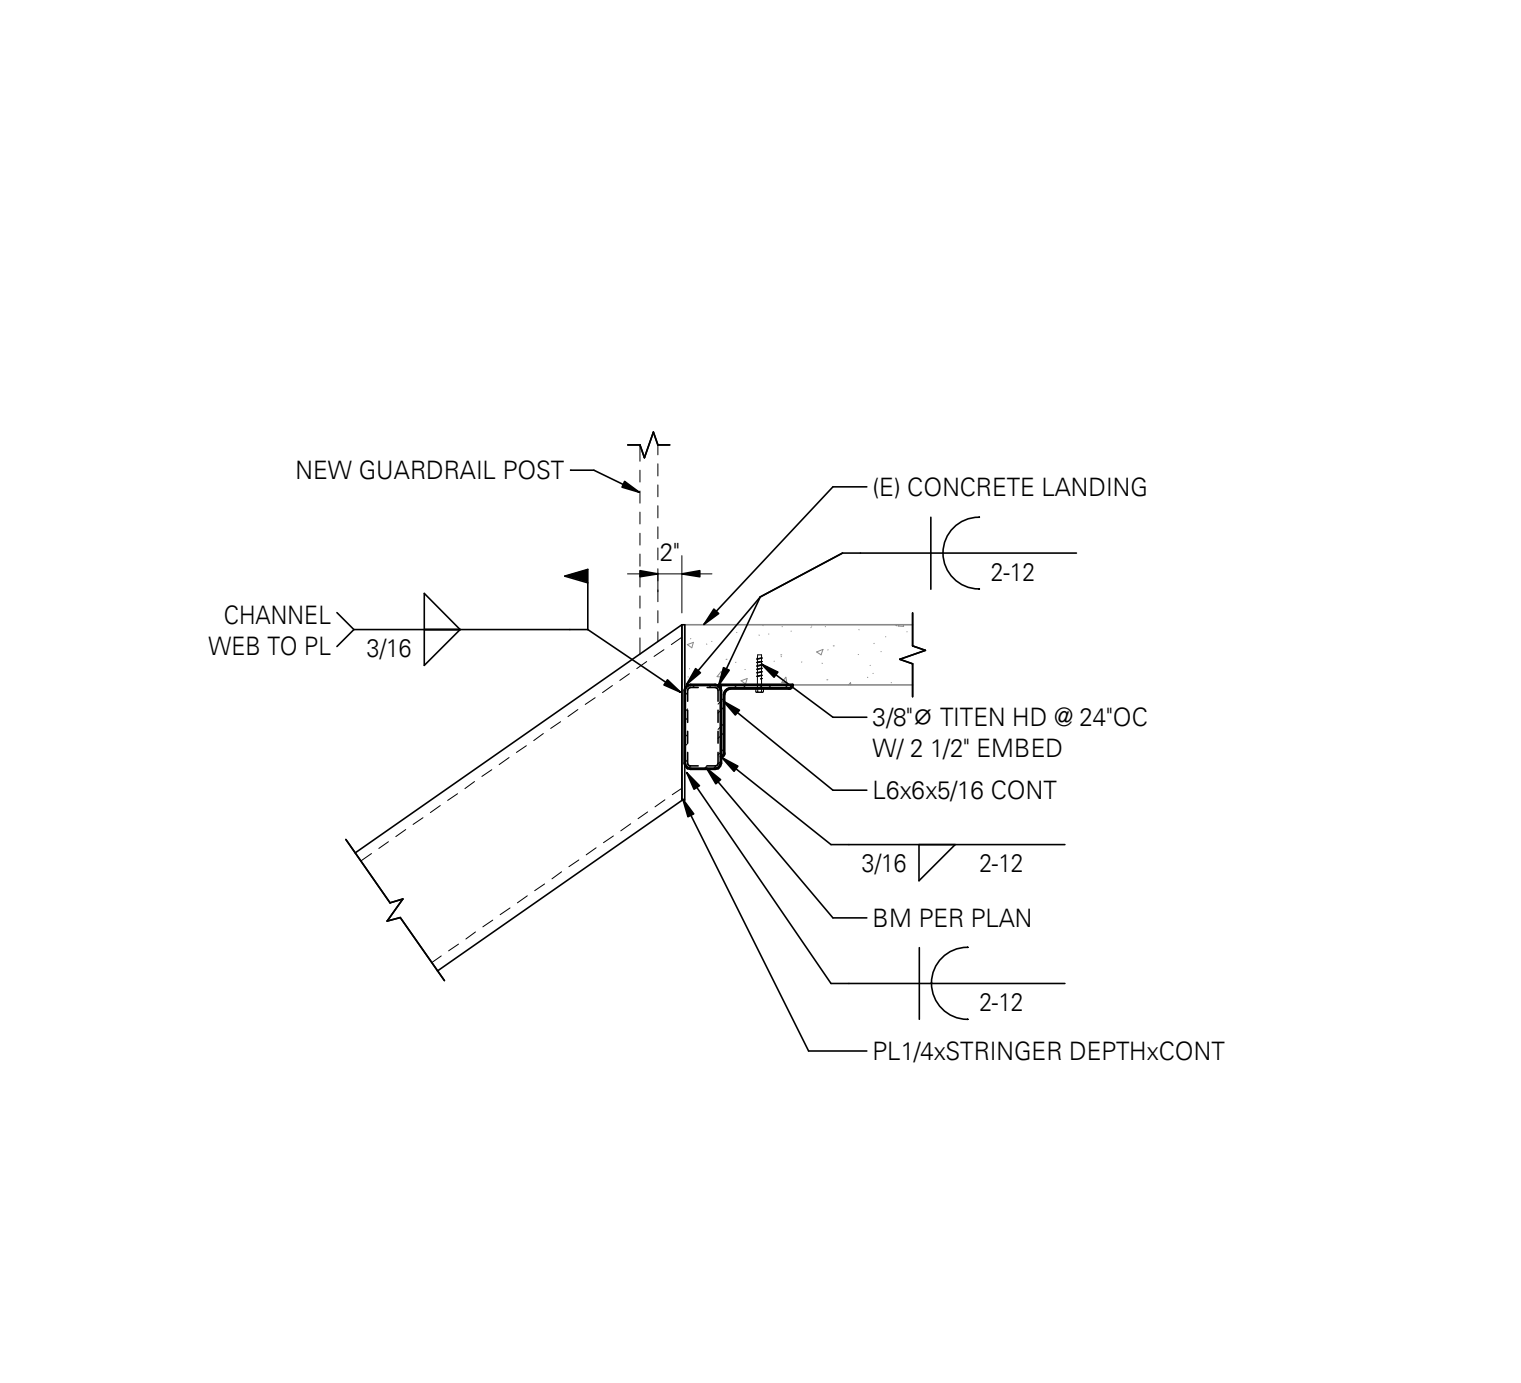 NEW GUARDRAIL POST
(E) CONCRETE LANDING
2"
2-12
CHANNEL
WEB TO PL
3/16
3/8"Ø TITEN HD @ 24"OC
W/ 2 1/2" EMBED
L6x6x5/16 CONT
3/16
2-12
BM PER PLAN
2-12
PL1/4xSTRINGER DEPTHxCONT